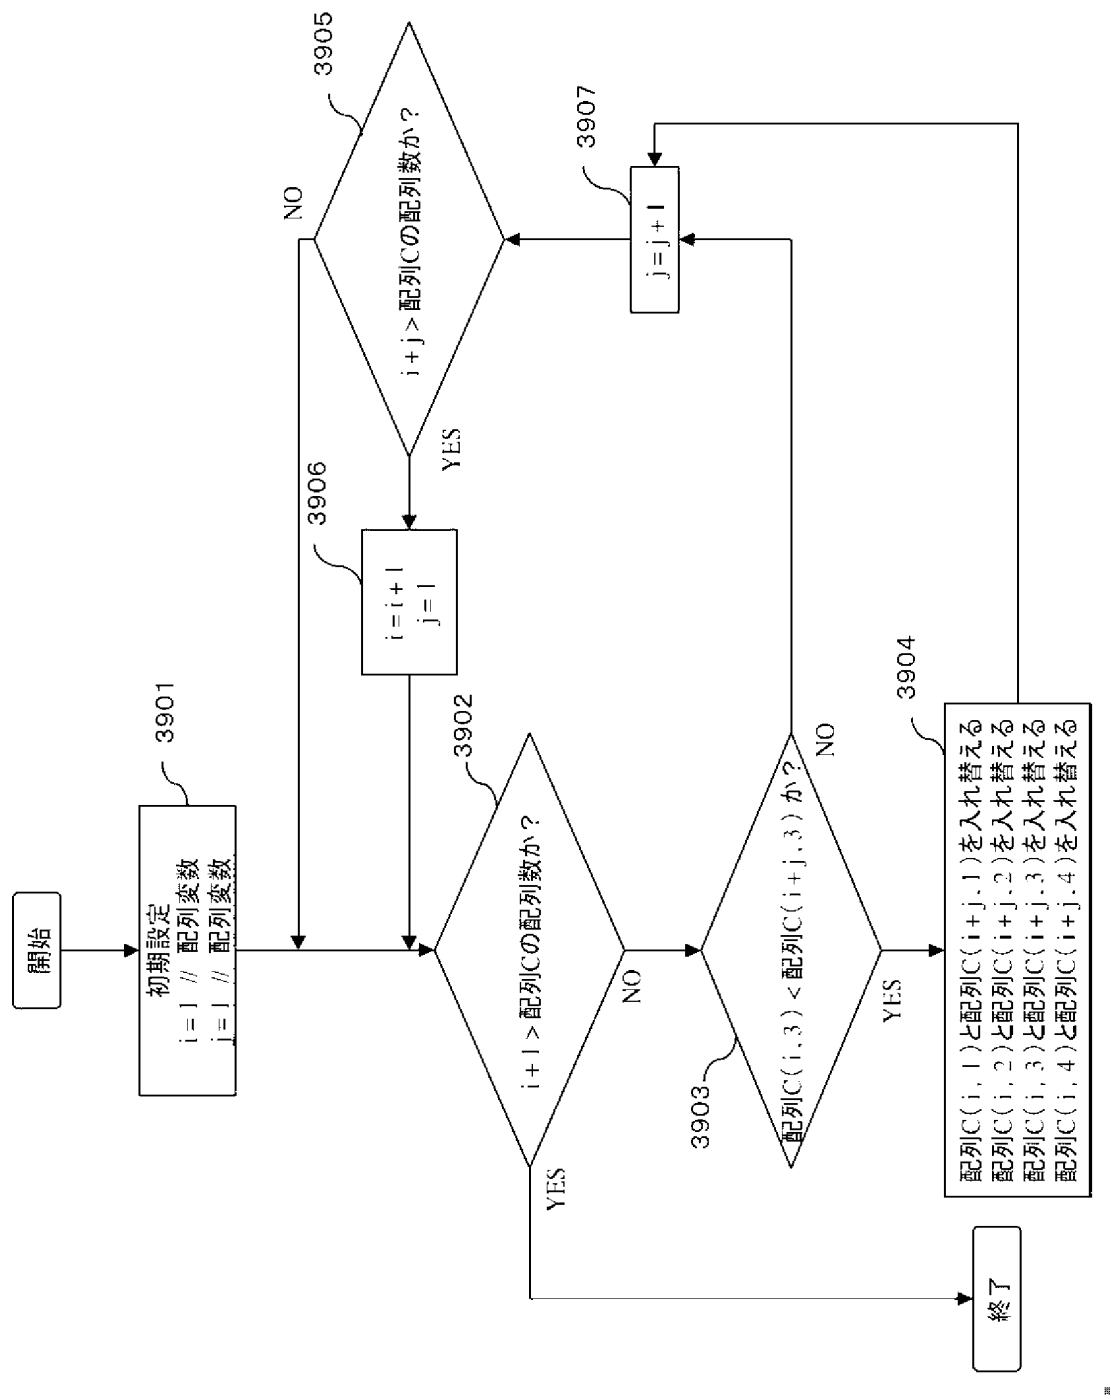 開始
3901
初期設定
i=1 // 配列変数
j=1 // 配列変数
3902
i+1>配列Cの配列数か?
YES
NO
3903
配列C(i,3)<配列C(i+j,3)か?
YES
NO
3904
配列C(i,1)と配列C(i+j,1)を入れ替える
配列C(i,2)と配列C(i+j,2)を入れ替える
配列C(i,3)と配列C(i+j,3)を入れ替える
配列C(i,4)と配列C(i+j,4)を入れ替える
3905
i+j>配列Cの配列数か?
NO
YES
3906
i=i+1
j=1
3907
j=j+1
終了